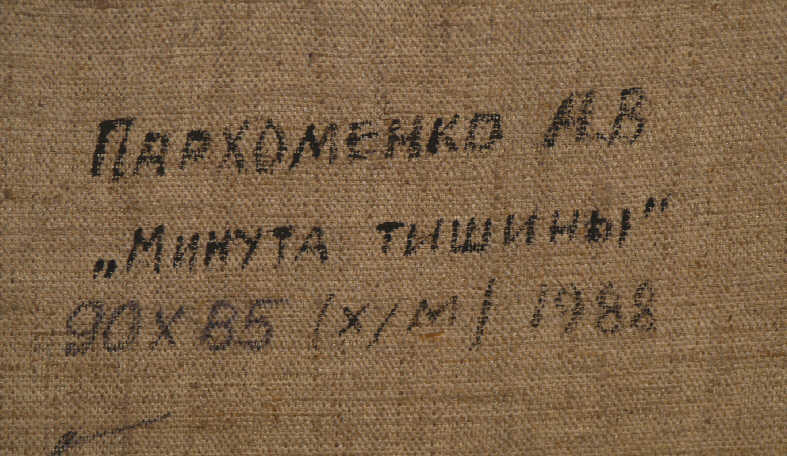 ПАРХОМЕНКО А.В
„МИНУТА ТИШИНЫ"
90Х85 (Х/М) 1988